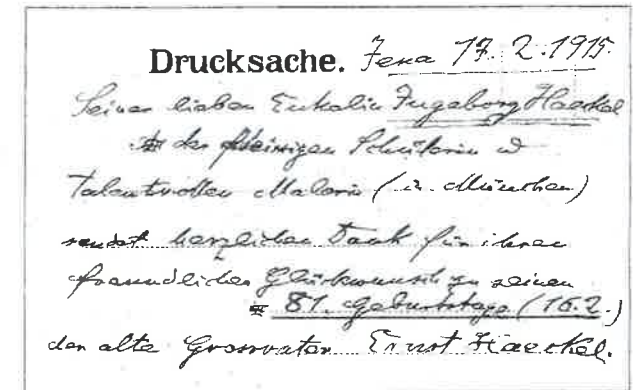 Drucksache. Jena 17.2.1915.
Seiner lieben Enkelin Ingeborg Haeckel
der fleissigen Schülerin u
talentvollen Malerin (in München)
sendet herzlichen Dank für ihren
freundlichen Glückwunsch zu seinem
81. Geburtstage (16.2.)
der alte Grossvater Ernst Haeckel.